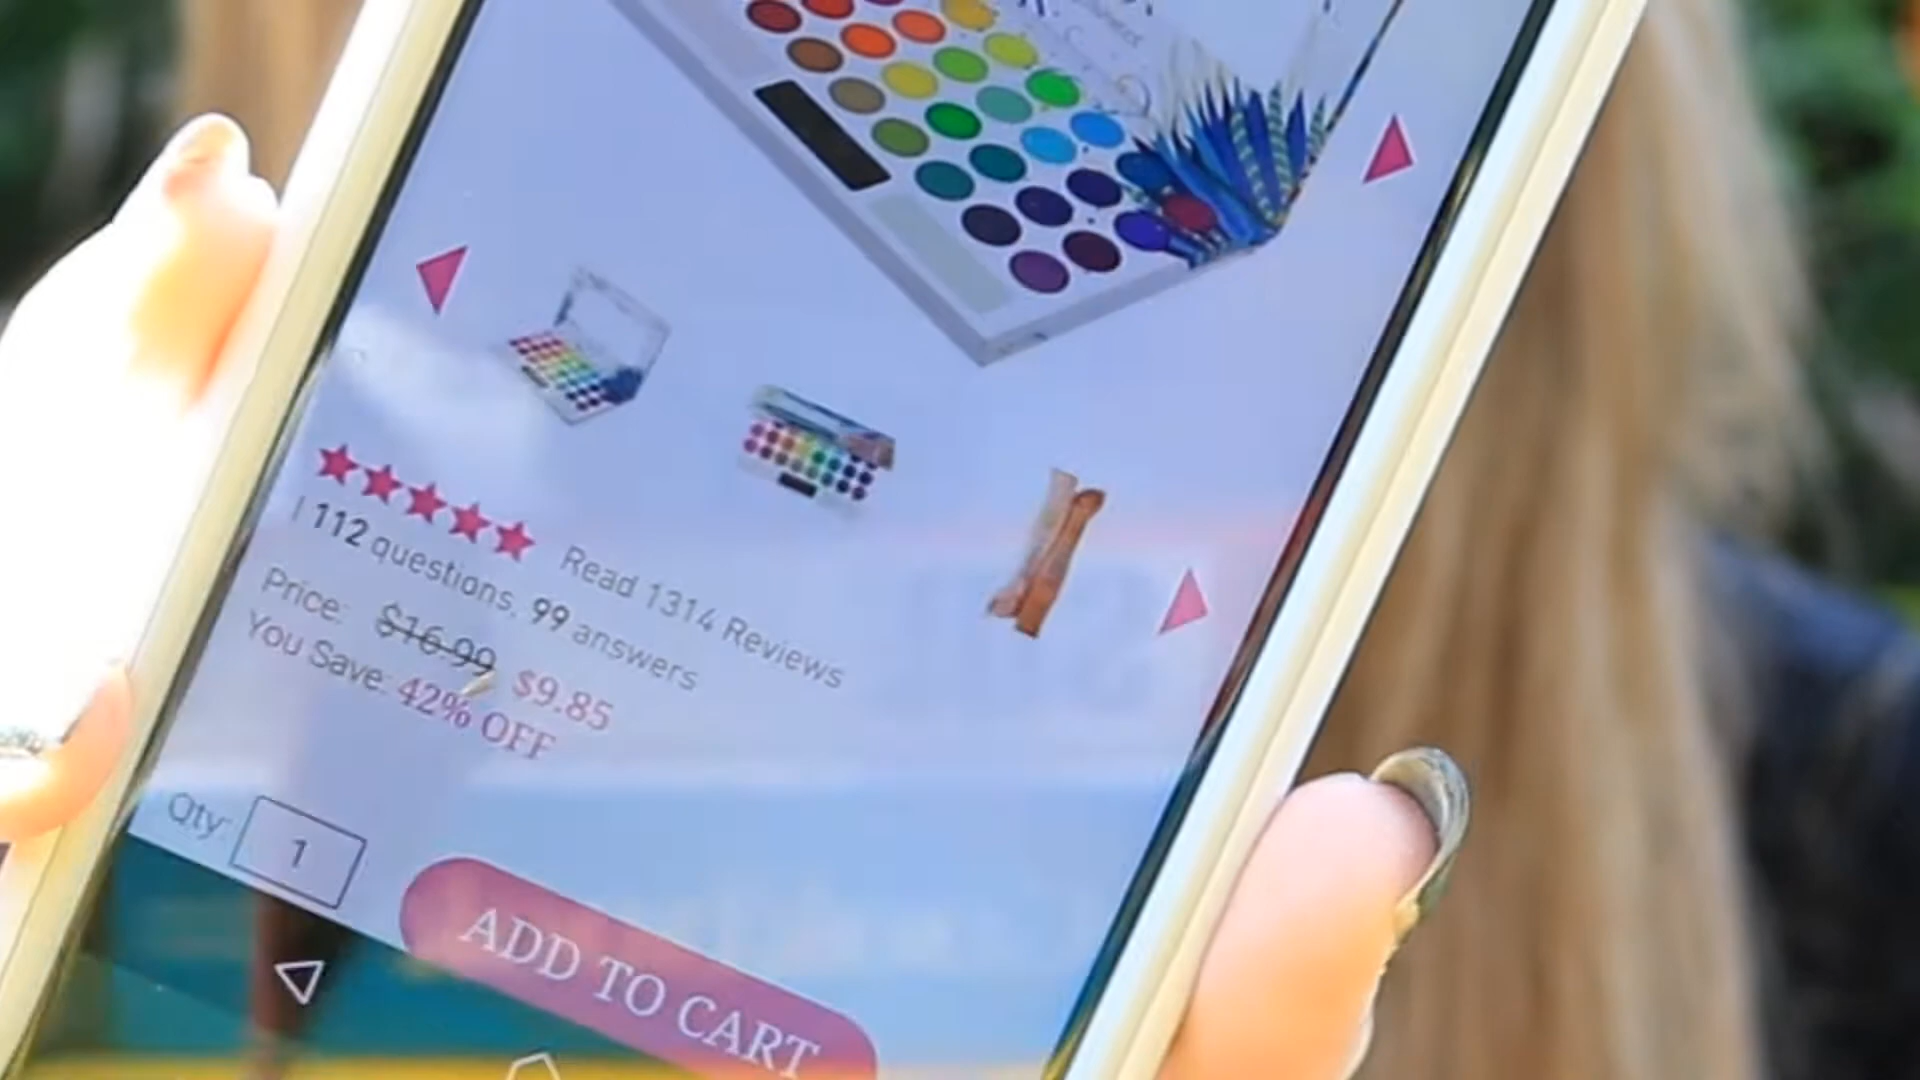 Read 1314 Reviews
| 112 questions, 99 answers
Price: $16.99 $9.85
You Save: 42% OFF
Qty: 1
ADD TO CART